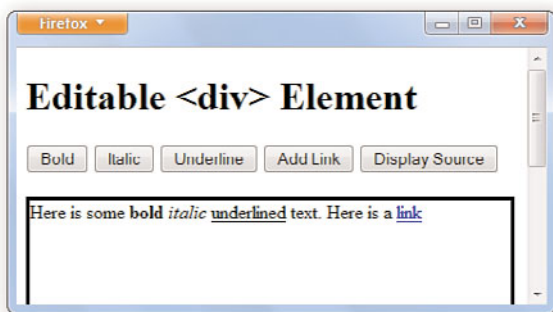 Firefox
Editable <div> Element
Bold Italic Underline Add Link Display Source
Here is some bold italic underlined text. Here is a link